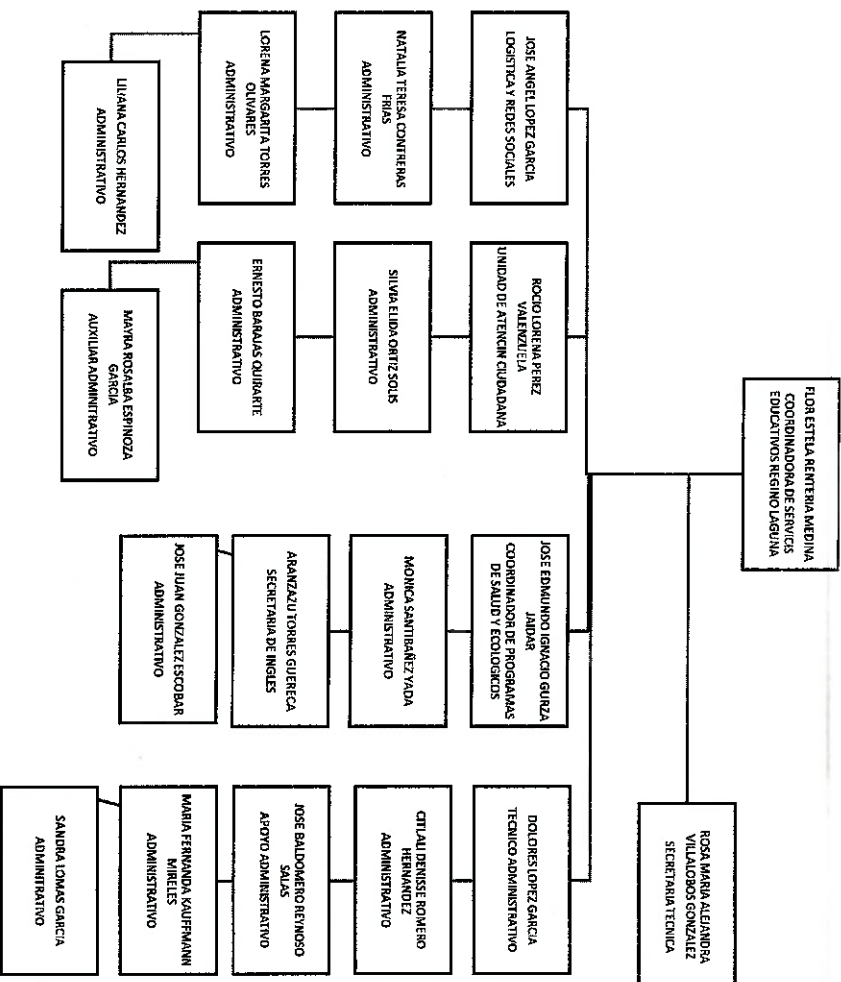 FLOR ESTELA RENTERIA MEDINA
COORDINADORA DE SERVICIS
EDUCATIVOS REGINO LAGUNA
ROSA MARIA ALEJANDRA
VILLALOBOS GONZALEZ
SECRETARIA TECNICA
JOSE ANGEL LOPEZ GARCIA
LOGISTICA Y REDES SOCIALES
NATALIA TERESA CONTRERAS
FRIAS
ADMINISTRATIVO
LORENA MARGARITA TORRES
OLIVARES
ADMINISTRATIVO
LILIANA CARLOS HERNANDEZ
ADMINISTRATIVO
ROCIO LORENA PEREZ
VALENZUELA
UNIDAD DE ATENCIN CIUDADANA
SILVIA ELIDA ORTIZ SOLIS
ADMINISTRATIVO
ERNESTO BARAJAS QUIRARTE
ADMINISTRATIVO
MAYRA ROSALBA ESPINOZA
GARCIA
AUXILIAR ADMINITRATIVO
JOSE EDMUNDO IGNACIO GURZA
JAIDAR
COORDINADOR DE PROGRAMAS
DE SALUD Y ECOLOGICOS
MONICA SANTIBAÑEZ YADA
ADMINISTRATIVO
ARANZAZU TORRES GUERECA
SECRETARIA DE INGLES
JOSE JUAN GONZALEZ ESCOBAR
ADMINISTRATIVO
DOLORES LOPEZ GARCIA
TECNICO ADMINISTRATIVO
CITLALI DENISSE ROMERO
HERNANDEZ
ADMINISTRATIVO
JOSE BALDOMERO REYNOSO
SALAS
APOYO ADMINISTRATIVO
MARIA FERNANDA KAUFFMANN
MIRELES
ADMINISTRATIVO
SANDRA LOMAS GARCIA
ADMINISTRATIVO